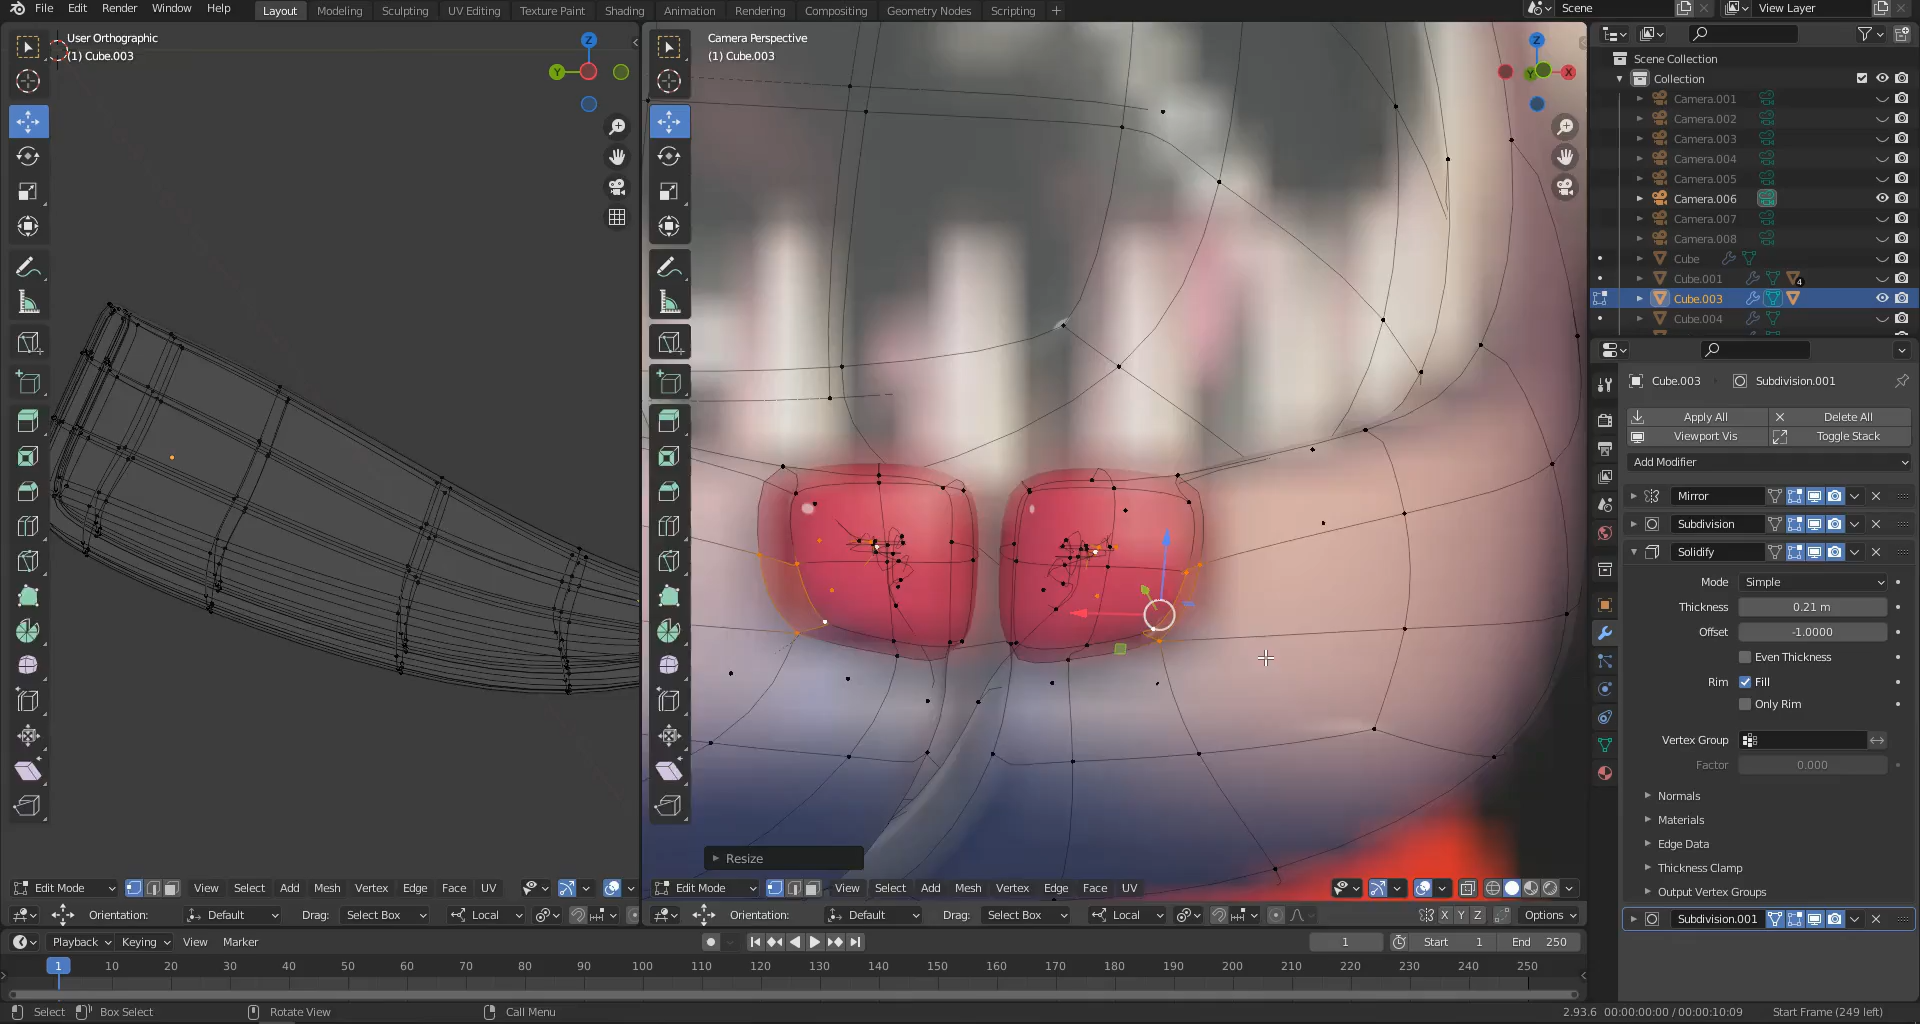 File Edit Render Window Help Layout Modeling Sculpting UV Editing Texture Paint Shading Animation Rendering Compositing Geometry Nodes Scripting + Scene View Layer
User Orthographic
(1) Cube.003
Z
Y
Camera Perspective
(1) Cube.003
Z
Y
X
Scene Collection
Collection
Camera.001
Camera.002
Camera.003
Camera.004
Camera.005
Camera.006
Camera.007
Camera.008
Cube
Cube.001 4
Cube.003
Cube.004
Cube.003 Subdivision.001
Apply All Delete All
Viewport Vis Toggle Stack
Add Modifier
Mirror
Subdivision
Solidify
Mode Simple
Thickness 0.21 m
Offset -1.0000
Even Thickness
Rim Fill
Only Rim
Vertex Group
Factor 0.000
Normals
Materials
Edge Data
Thickness Clamp
Output Vertex Groups
Subdivision.001
Resize
Edit Mode View Select Add Mesh Vertex Edge Face UV
Orientation: Default Drag: Select Box Local
Edit Mode View Select Add Mesh Vertex Edge Face UV
Orientation: Default Drag: Select Box Local X Y Z Options
Playback Keying View Marker 1 Start 1 End 250
1 10 20 30 40 50 60 70 80 90 100 110 120 130 140 150 160 170 180 190 200 210 220 230 240 250
Select Box Select Rotate View Call Menu 2.93.6 00:00:00:00 / 00:00:10:09 Start Frame (249 left)